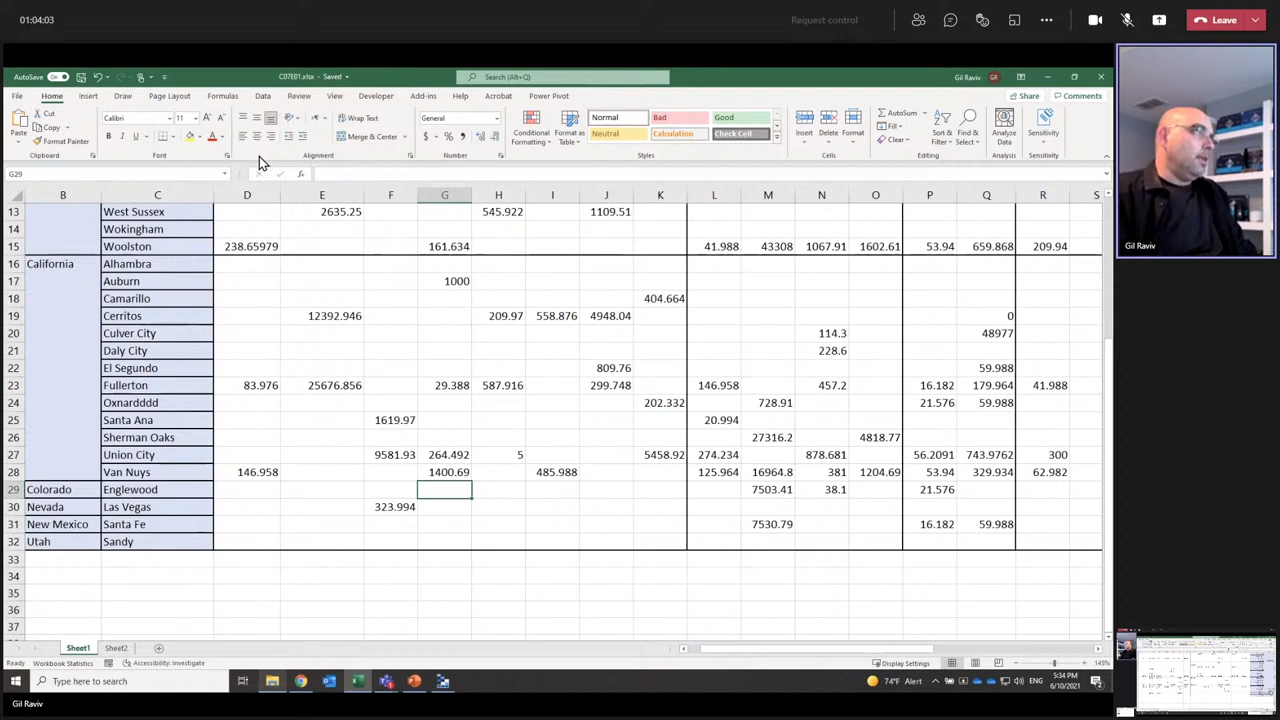 01:04:03 Request control Leave
AutoSave On C07E01.xlsx - Saved Search (Alt+Q) Gil Raviv GR
File Home Insert Draw Page Layout Formulas Data Review View Developer Add-ins Help Acrobat Power Pivot Share Comments
Paste Cut Copy Format Painter Calibri 11 Wrap Text Merge & Center General Conditional Formatting Format as Table Normal Bad Good Neutral Calculation Check Cell Insert Delete Format AutoSum Fill Clear Sort & Filter Find & Select Analyze Data Sensitivity
Clipboard Font Alignment Number Styles Cells Editing Analysis Sensitivity
G29
B C D E F G H I J K L M N O P Q R S
13 West Sussex 2635.25 545.922 1109.51
14 Wokingham
15 Woolston 238.65979 161.634 41.988 43308 1067.91 1602.61 53.94 659.868 209.94
16 California Alhambra
17 Auburn 1000
18 Camarillo 404.664
19 Cerritos 12392.946 209.97 558.876 4948.04 0
20 Culver City 114.3 48977
21 Daly City 228.6
22 El Segundo 809.76 59.988
23 Fullerton 83.976 25676.856 29.388 587.916 299.748 146.958 457.2 16.182 179.964 41.988
24 Oxnardddd 202.332 728.91 21.576 59.988
25 Santa Ana 1619.97 20.994
26 Sherman Oaks 27316.2 4818.77
27 Union City 9581.93 264.492 5 5458.92 274.234 878.681 56.2091 743.9762 300
28 Van Nuys 146.958 1400.69 485.988 125.964 16964.8 381 1204.69 53.94 329.934 62.982
29 Colorado Englewood 7503.41 38.1 21.576
30 Nevada Las Vegas 323.994
31 New Mexico Santa Fe 7530.79 16.182 59.988
32 Utah Sandy
33
34
35
36
37
Sheet1 Sheet2
Ready Workbook Statistics Accessibility: Investigate 145%
Type here to search ENG 5:34 PM
6/10/2021
Gil Raviv
Gil Raviv